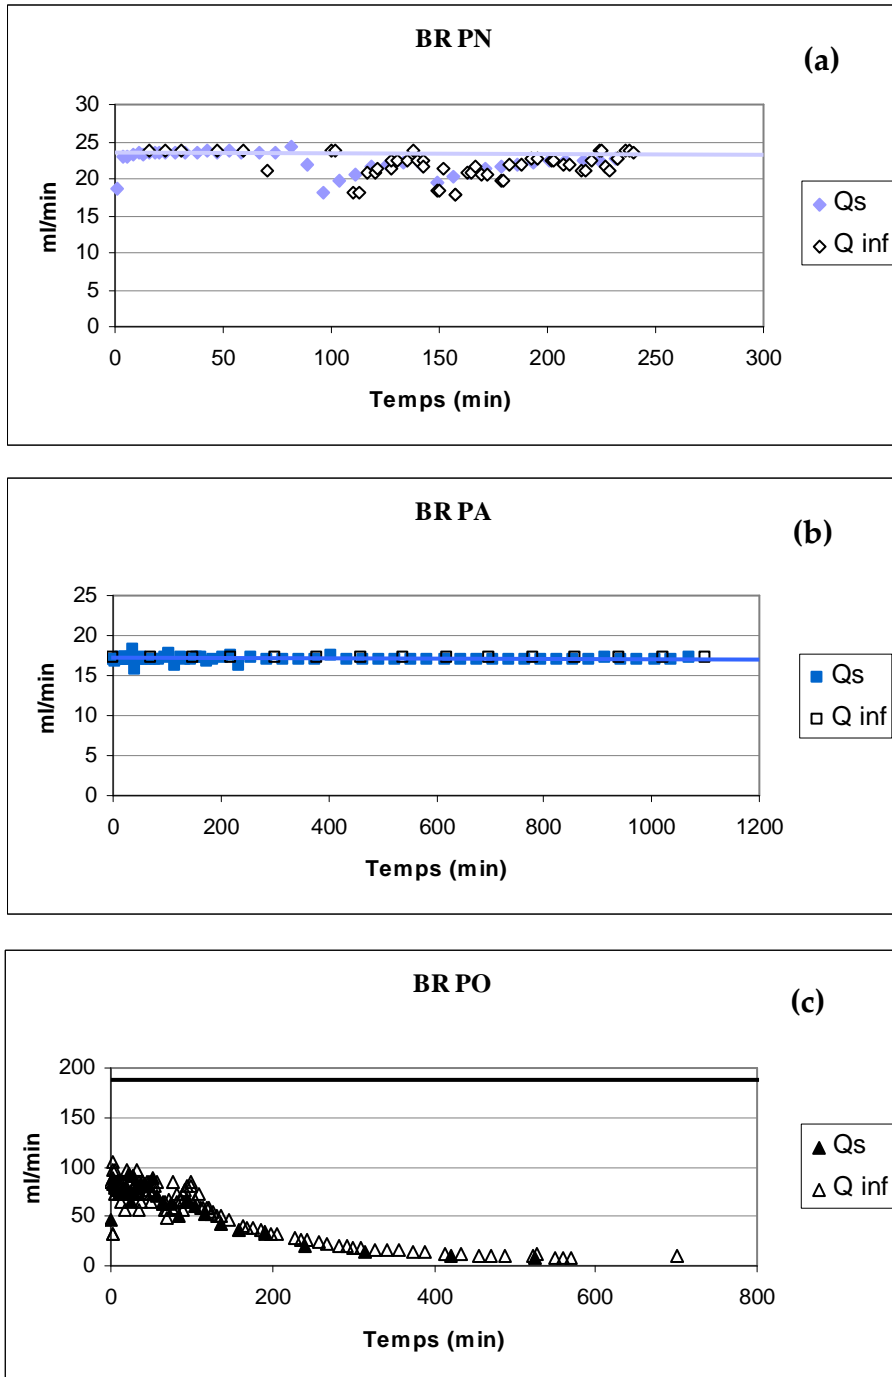 BR PN
(a)
30
25
20
15
10
5
0
ml/min
0 50 100 150 200 250 300
Temps (min)
Qs
Q inf
BR PA
(b)
25
20
15
10
5
0
ml/min
0 200 400 600 800 1000 1200
Temps (min)
Qs
Q inf
BR PO
(c)
200
150
100
50
0
ml/min
0 200 400 600 800
Temps (min)
Qs
Q inf